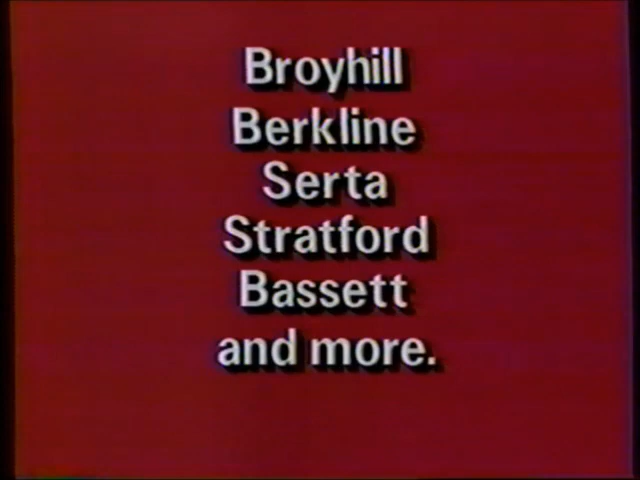 Broyhill
Berkline
Serta
Stratford
Bassett
and more.